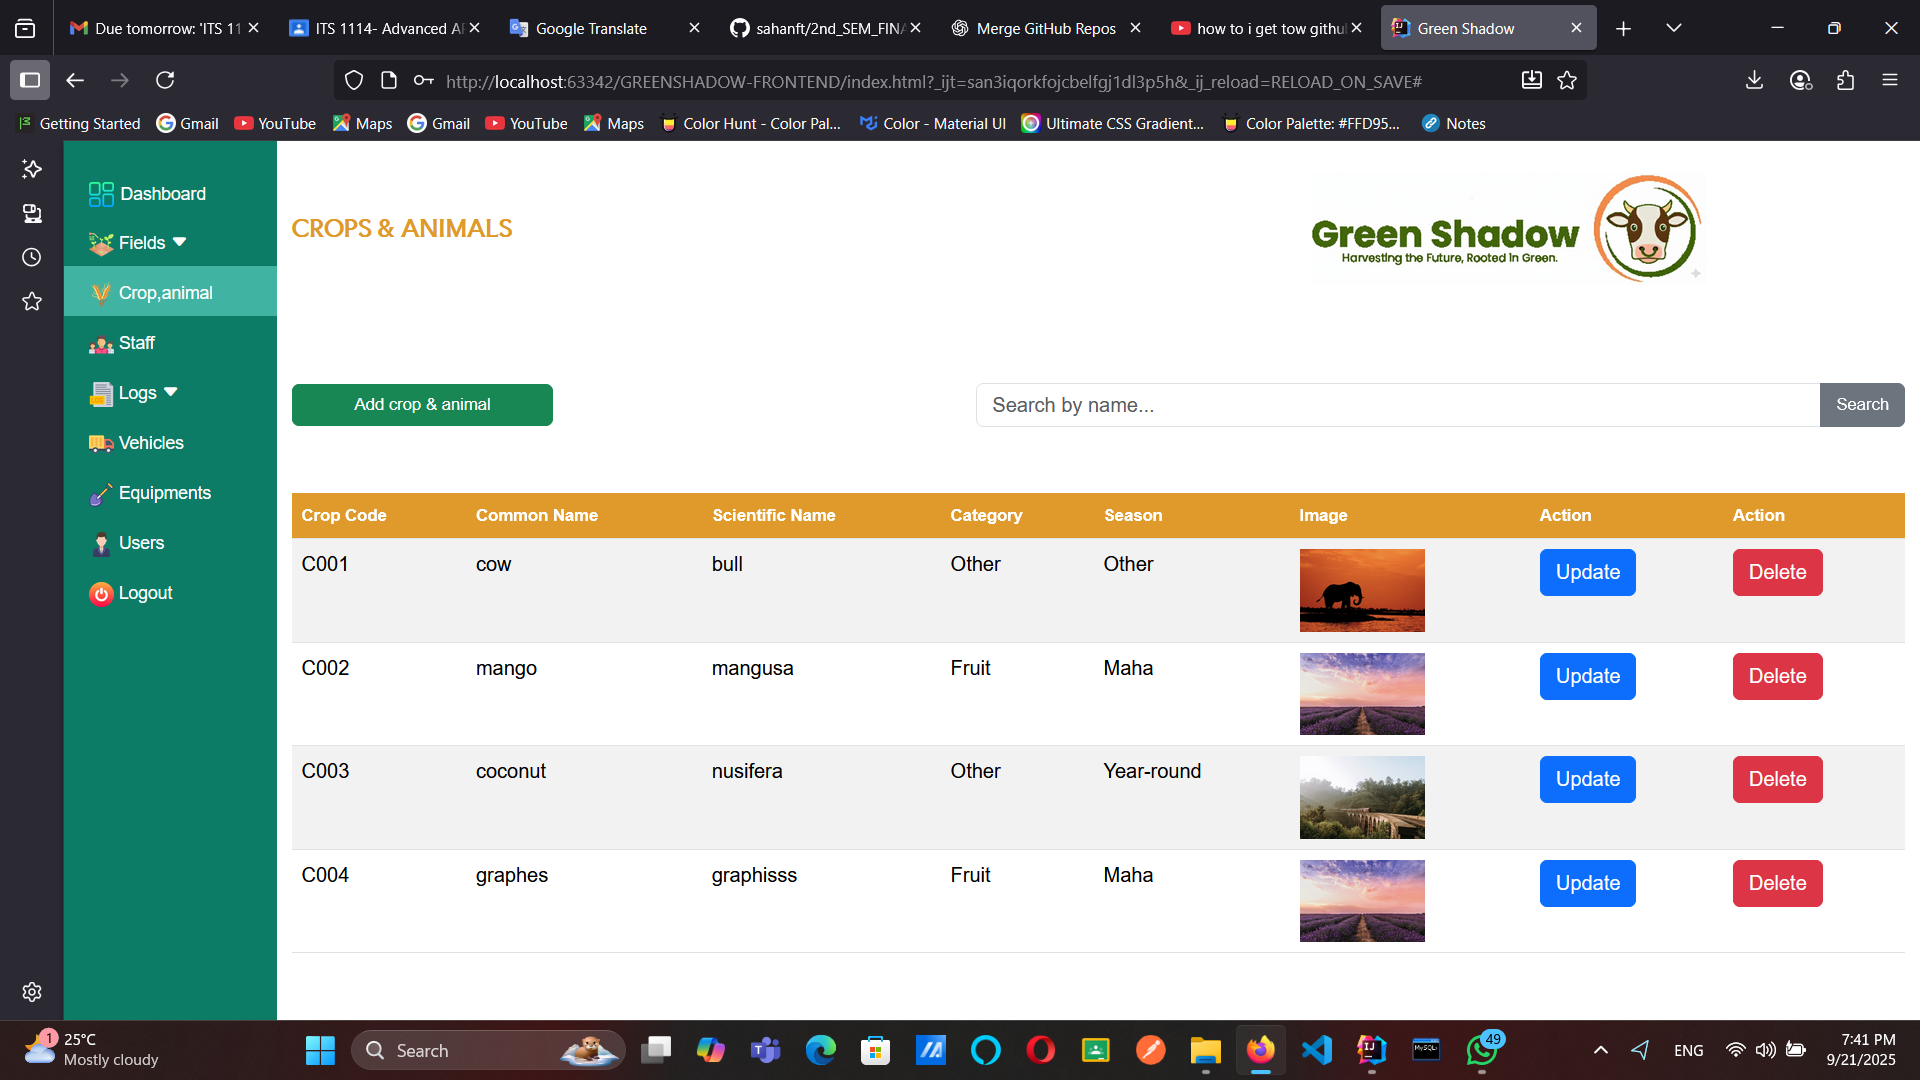 Due tomorrow: 'ITS 11
ITS 1114- Advanced AP
Google Translate
sahanft/2nd_SEM_FINA
Merge GitHub Repos
how to i get tow githu
Green Shadow
http://localhost:63342/GREENSHADOW-FRONTEND/index.html?_ijt=san3iqorkfojcbelfgj1dl3p5h&_ij_reload=RELOAD_ON_SAVE#
Getting Started Gmail YouTube Maps Gmail YouTube Maps Color Hunt - Color Pal... Color - Material UI Ultimate CSS Gradient... Color Palette: #FFD95... Notes
Dashboard
Fields
Crop,animal
Staff
Logs
Vehicles
Equipments
Users
Logout
CROPS & ANIMALS
Green Shadow
Harvesting the Future, Rooted in Green.
Add crop & animal
Search by name... Search
Crop Code Common Name Scientific Name Category Season Image Action Action
C001 cow bull Other Other Update Delete
C002 mango mangusa Fruit Maha Update Delete
C003 coconut nusifera Other Year-round Update Delete
C004 graphes graphisss Fruit Maha Update Delete
1
25°C
Mostly cloudy
Search
49
ENG
7:41 PM
9/21/2025